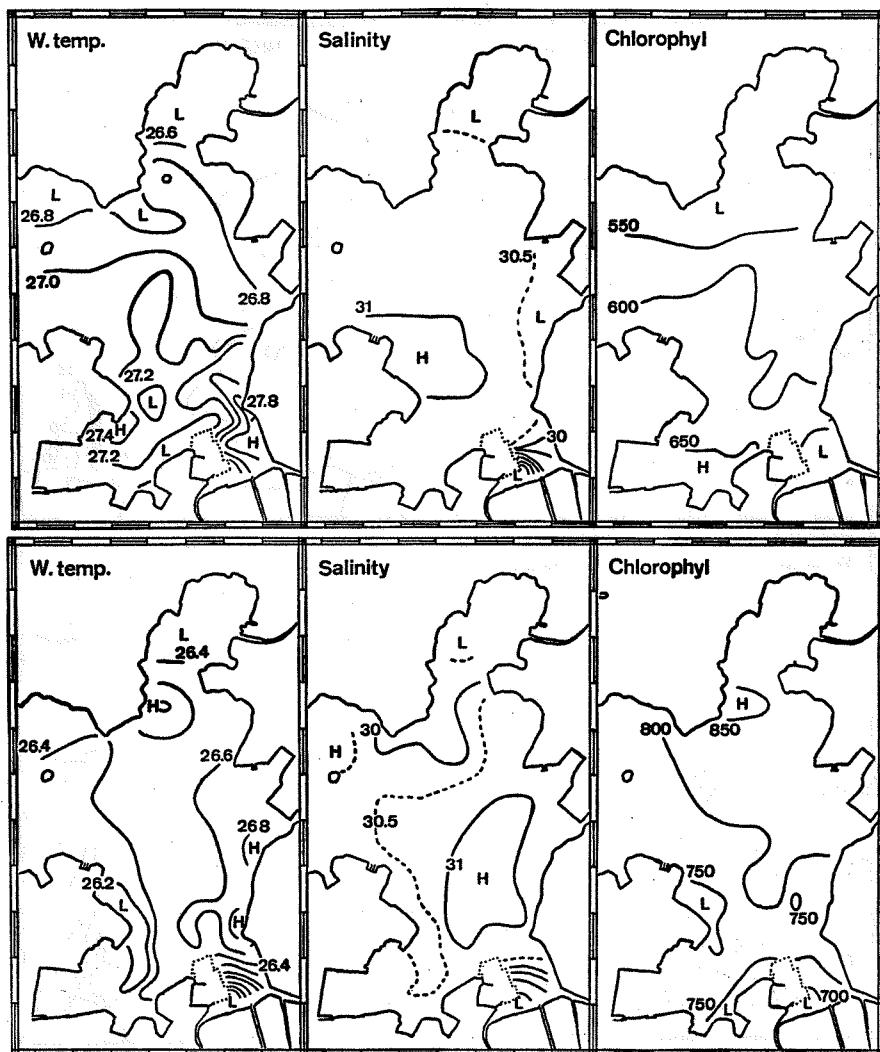 W. temp.
L
26.6
L
L
26.8
27.0
26.8
27.2
L
27.8
H
27.4
L
H
27.2
Salinity
L
30.5
31
L
H
30
L
Chlorophyl
L
550
600
650
L
H
W. temp.
L
26.4
H
26.4
26.6
26.8
H
26.2
L
H
26.4
L
Salinity
L
H
30
30.5
31
H
L
Chlorophyl
H
800
850
750
L
750
750
L
L
700